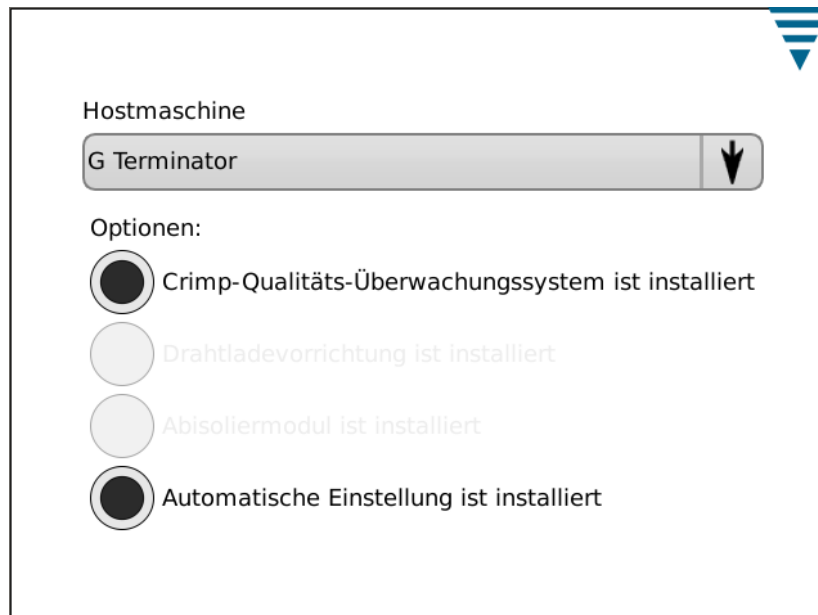 Hostmaschine
G Terminator
Optionen:
Crimp-Qualitäts-Überwachungssystem ist installiert
Drahtladevorrichtung ist installiert
Abisoliermodul ist installiert
Automatische Einstellung ist installiert